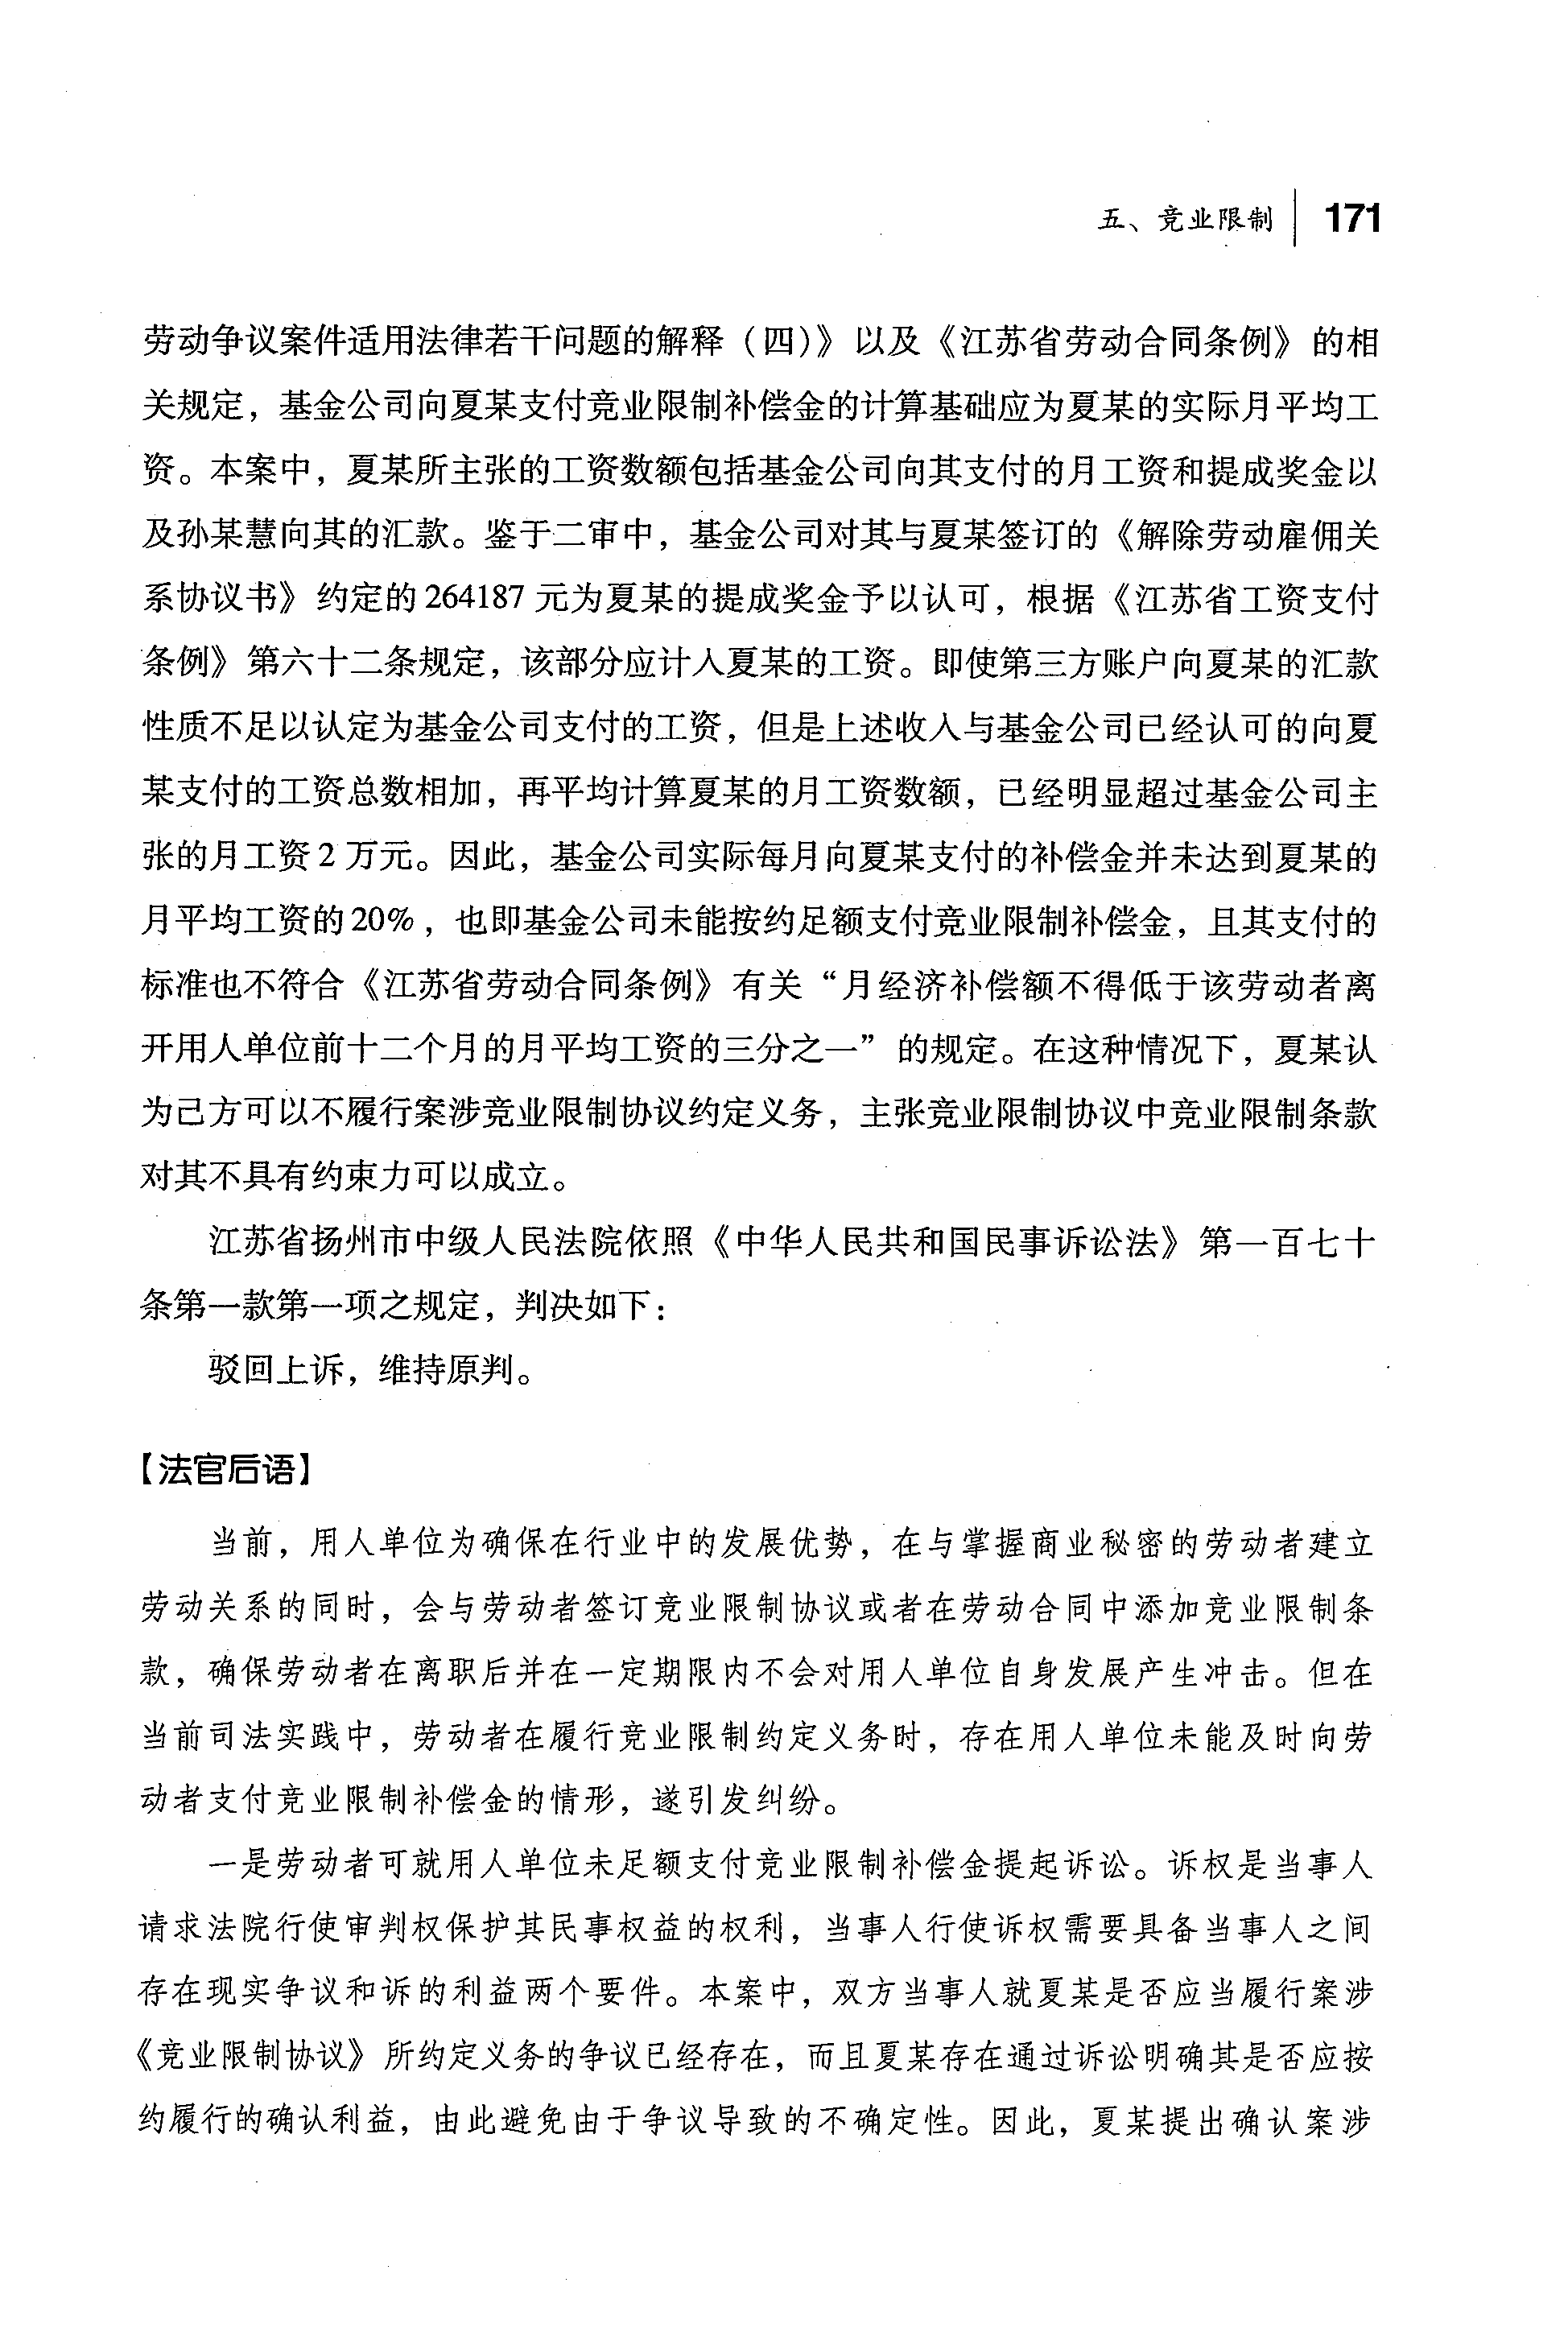 五、竞业限制 171
劳动争议案件适用法律若干问题的解释（四）》以及《江苏省劳动合同条例》的相
关规定，基金公司向夏某支付竞业限制补偿金的计算基础应为夏某的实际月平均工
资。本案中，夏某所主张的工资数额包括基金公司向其支付的月工资和提成奖金以
及孙某慧向其的汇款。鉴于二审中，基金公司对其与夏某签订的《解除劳动雇佣关
系协议书》约定的264187元为夏某的提成奖金予以认可，根据《江苏省工资支付
条例》第六十二条规定，该部分应计入夏某的工资。即使第三方账户向夏某的汇款
性质不足以认定为基金公司支付的工资，但是上述收入与基金公司已经认可的向夏
某支付的工资总数相加，再平均计算夏某的月工资数额，已经明显超过基金公司主
张的月工资2万元。因此，基金公司实际每月向夏某支付的补偿金并未达到夏某的
月平均工资的20%，也即基金公司未能按约足额支付竞业限制补偿金，且其支付的
标准也不符合《江苏省劳动合同条例》有关“月经济补偿额不得低于该劳动者离
开用人单位前十二个月的月平均工资的三分之一”的规定。在这种情况下，夏某认
为己方可以不履行案涉竞业限制协议约定义务，主张竞业限制协议中竞业限制条款
对其不具有约束力可以成立。
江苏省扬州市中级人民法院依照《中华人民共和国民事诉讼法》第一百七十
条第一款第一项之规定，判决如下：
驳回上诉，维持原判。
【法官后语】
当前，用人单位为确保在行业中的发展优势，在与掌握商业秘密的劳动者建立
劳动关系的同时，会与劳动者签订竞业限制协议或者在劳动合同中添加竞业限制条
款，确保劳动者在离职后并在一定期限内不会对用人单位自身发展产生冲击。但在
当前司法实践中，劳动者在履行竞业限制约定义务时，存在用人单位未能及时向劳
动者支付竞业限制补偿金的情形，遂引发纠纷。
一是劳动者可就用人单位未足额支付竞业限制补偿金提起诉讼。诉权是当事人
请求法院行使审判权保护其民事权益的权利，当事人行使诉权需要具备当事人之间
存在现实争议和诉的利益两个要件。本案中，双方当事人就夏某是否应当履行案涉
《竞业限制协议》所约定义务的争议已经存在，而且夏某存在通过诉讼明确其是否应按
约履行的确认利益，由此避免由于争议导致的不确定性。因此，夏某提出确认案涉